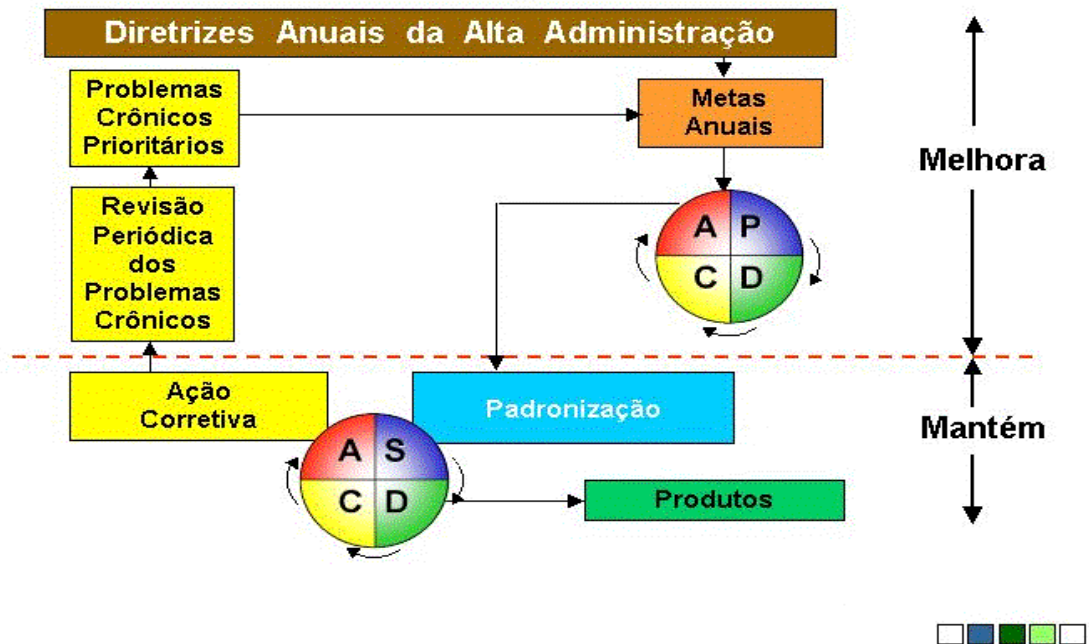 Diretrizes Anuais da Alta Administração
Problemas
Crônicos
Prioritários
Metas
Anuais
Melhora
Revisão
Periódica
dos
Problemas
Crônicos
A P
C D
Ação
Corretiva
Padronização
Mantém
A S
C D
Produtos